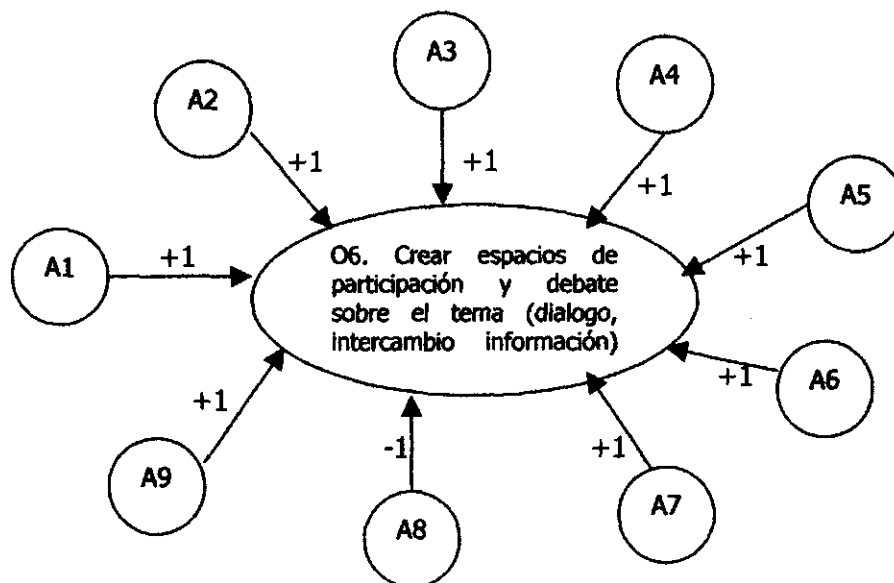 A3
A4
A2
+1
+1
+1
A5
A1
+1
O6. Crear espacios de
participación y debate
sobre el tema (dialogo,
intercambio información)
+1
+1
A6
+1
-1
+1
A9
A8
A7